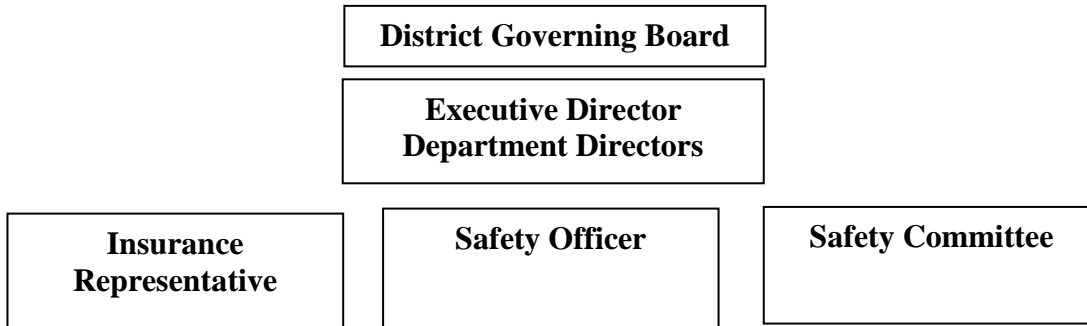 District Governing Board
Executive Director
Department Directors
Insurance
Representative
Safety Officer
Safety Committee